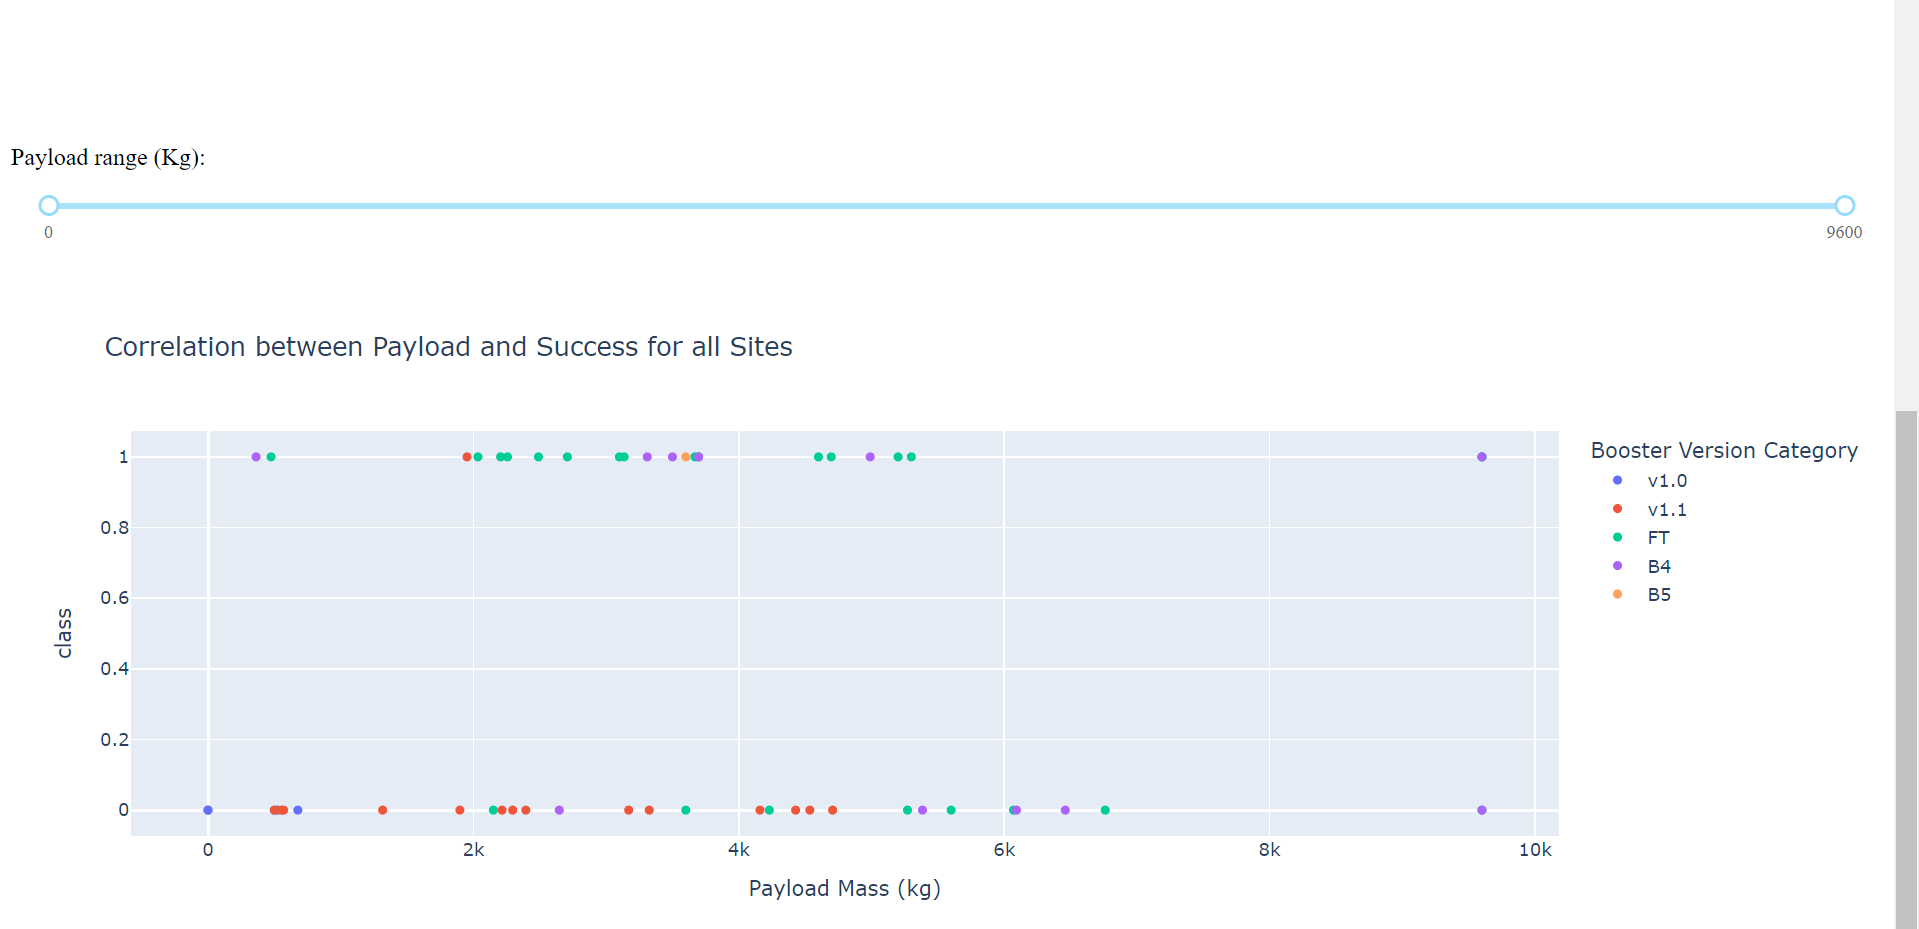 Payload range (Kg):
0
9600
Correlation between Payload and Success for all Sites
1
0.8
0.6
0.4
0.2
0
class
0
2k
4k
6k
8k
10k
Payload Mass (kg)
Booster Version Category
v1.0
v1.1
FT
B4
B5